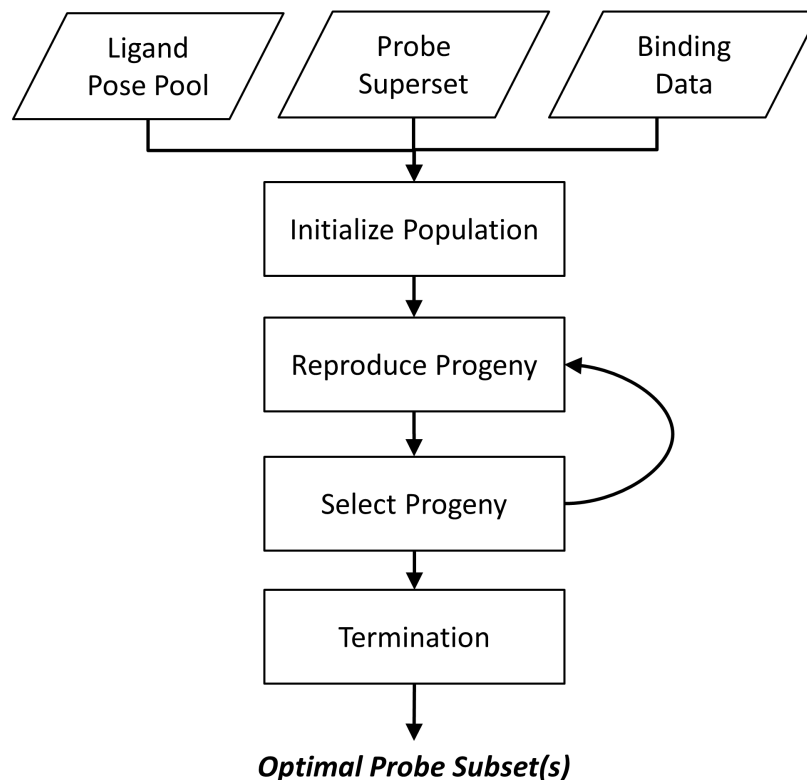 Ligand
Pose Pool
Probe
Superset
Binding
Data
Initialize Population
Reproduce Progeny
Select Progeny
Termination
Optimal Probe Subset(s)